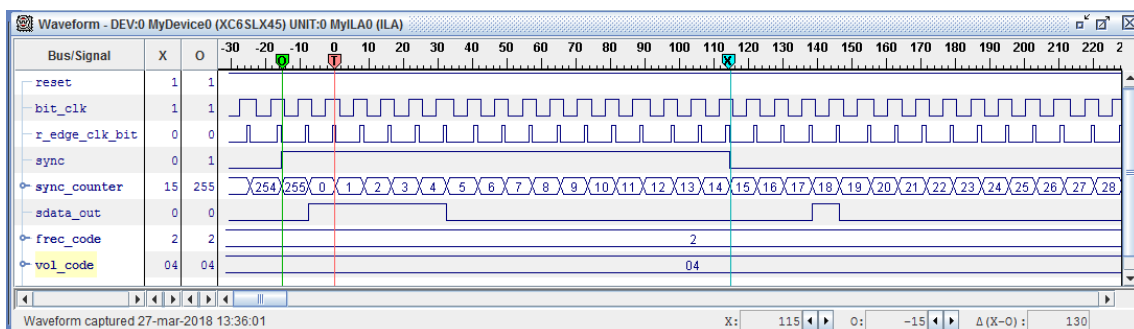 Waveform - DEV:0 MyDevice0 (XC6SLX45) UNIT:0 MyILA0 (ILA)
Bus/Signal X O -30 -20 -10 0 10 20 30 40 50 60 70 80 90 100 110 120 130 140 150 160 170 180 190 200 210 220 2
O T X
reset 1 1
bit_clk 1 1
r_edge_clk_bit 0 0
sync 0 1
sync_counter 15 255 254 255 0 1 2 3 4 5 6 7 8 9 10 11 12 13 14 15 16 17 18 19 20 21 22 23 24 25 26 27 28
sdata_out 0 0
frec_code 2 2 2
vol_code 04 04 04
Waveform captured 27-mar-2018 13:36:01 X: 115 O: -15 Δ(X-O): 130